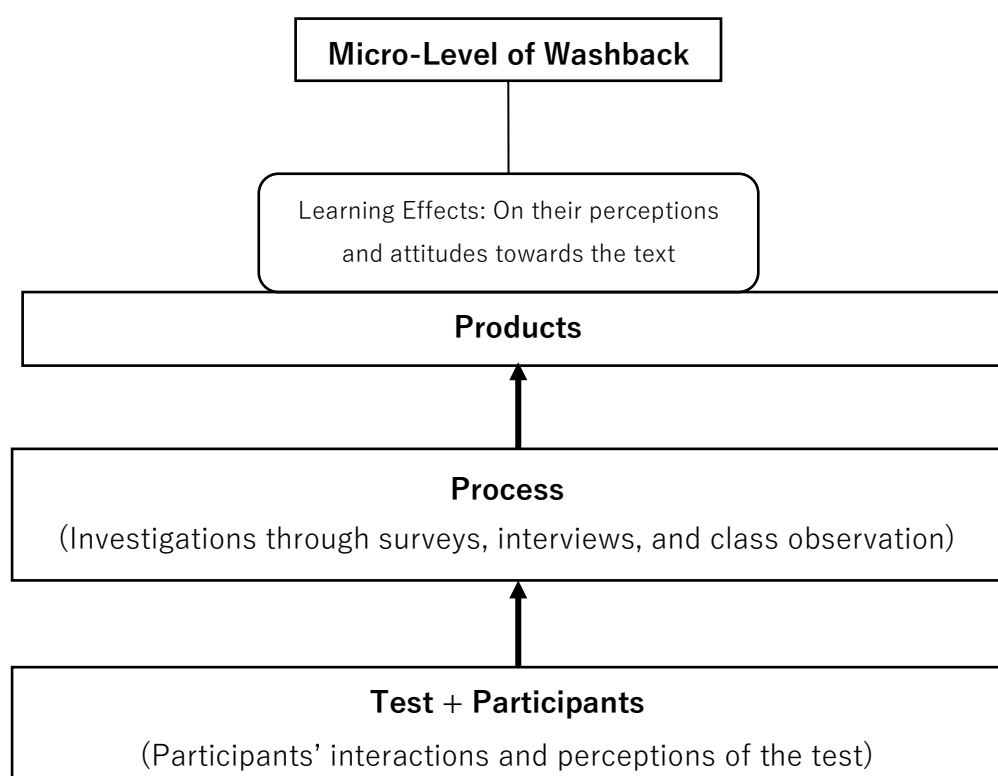 Micro-Level of Washback
Learning Effects: On their perceptions
and attitudes towards the text
Products
Process
(Investigations through surveys, interviews, and class observation)
Test + Participants
(Participants’ interactions and perceptions of the test)